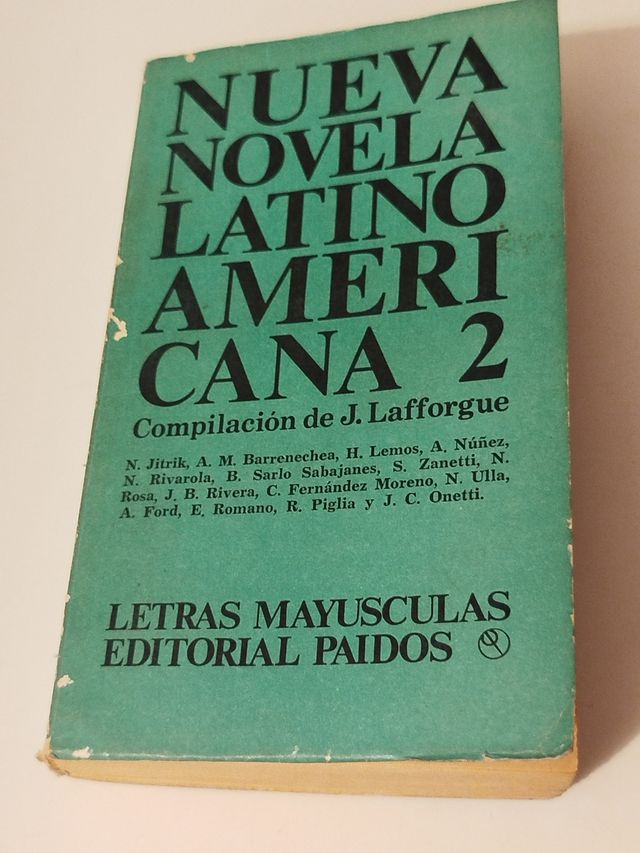 NUEVA
NOVELA
LATINO
AMERI
CANA 2
Compilación de J. Lafforgue
N. Jitrik, A. M. Barrenechea, H. Lemos, A. Núñez,
N. Rivarola, B. Sarlo Sabajanes, S. Zanetti, N.
Rosa, J. B. Rivera, C. Fernández Moreno, N. Ulla,
A. Ford, E. Romano, R. Piglia y J. C. Onetti.
LETRAS MAYUSCULAS
EDITORIAL PAIDOS